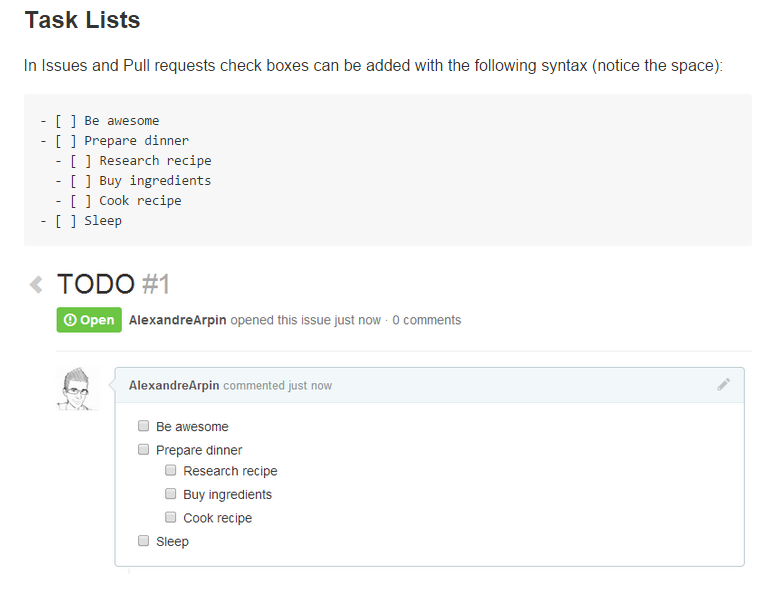 Task Lists
In Issues and Pull requests check boxes can be added with the following syntax (notice the space):
- [ ] Be awesome
- [ ] Prepare dinner
  - [ ] Research recipe
  - [ ] Buy ingredients
  - [ ] Cook recipe
- [ ] Sleep
TODO #1
Open AlexandreArpin opened this issue just now · 0 comments
AlexandreArpin commented just now
Be awesome
Prepare dinner
Research recipe
Buy ingredients
Cook recipe
Sleep